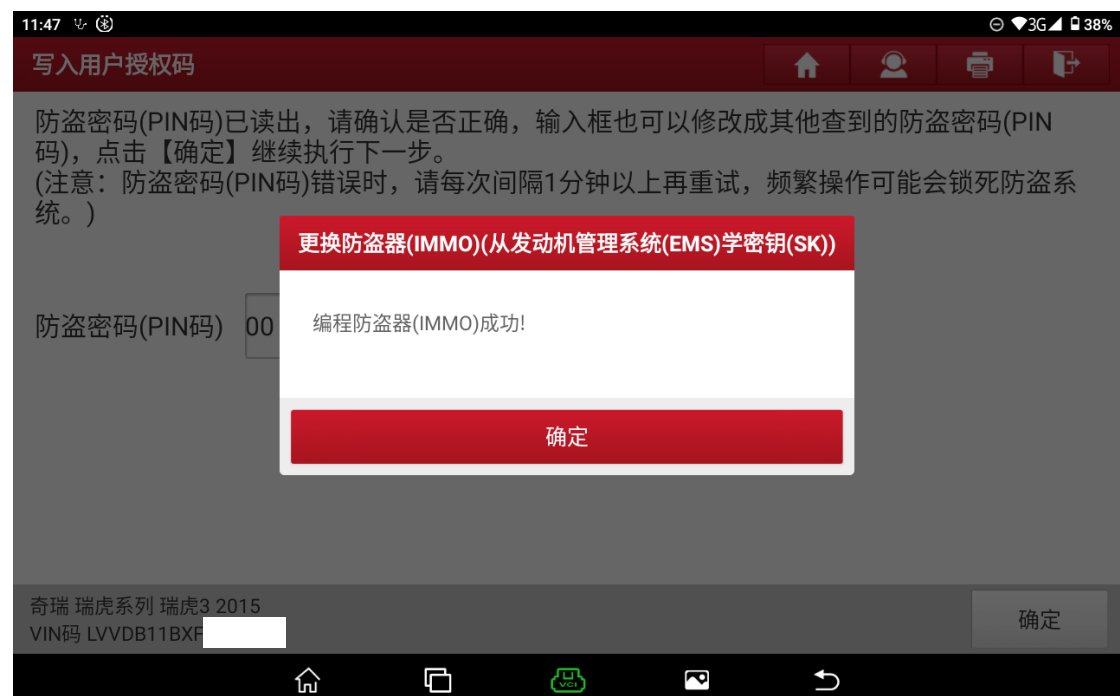 11:47
3G
38%
写入用户授权码
防盗密码(PIN码)已读出，请确认是否正确，输入框也可以修改成其他查到的防盗密码(PIN
码)，点击【确定】继续执行下一步。
(注意：防盗密码(PIN码)错误时，请每次间隔1分钟以上再重试，频繁操作可能会锁死防盗系
统。)
更换防盗器(IMMO)(从发动机管理系统(EMS)学密钥(SK))
防盗密码(PIN码) 00
编程防盗器(IMMO)成功!
确定
奇瑞 瑞虎系列 瑞虎3 2015
VIN码 LVVDB11BXF
确定
VCI